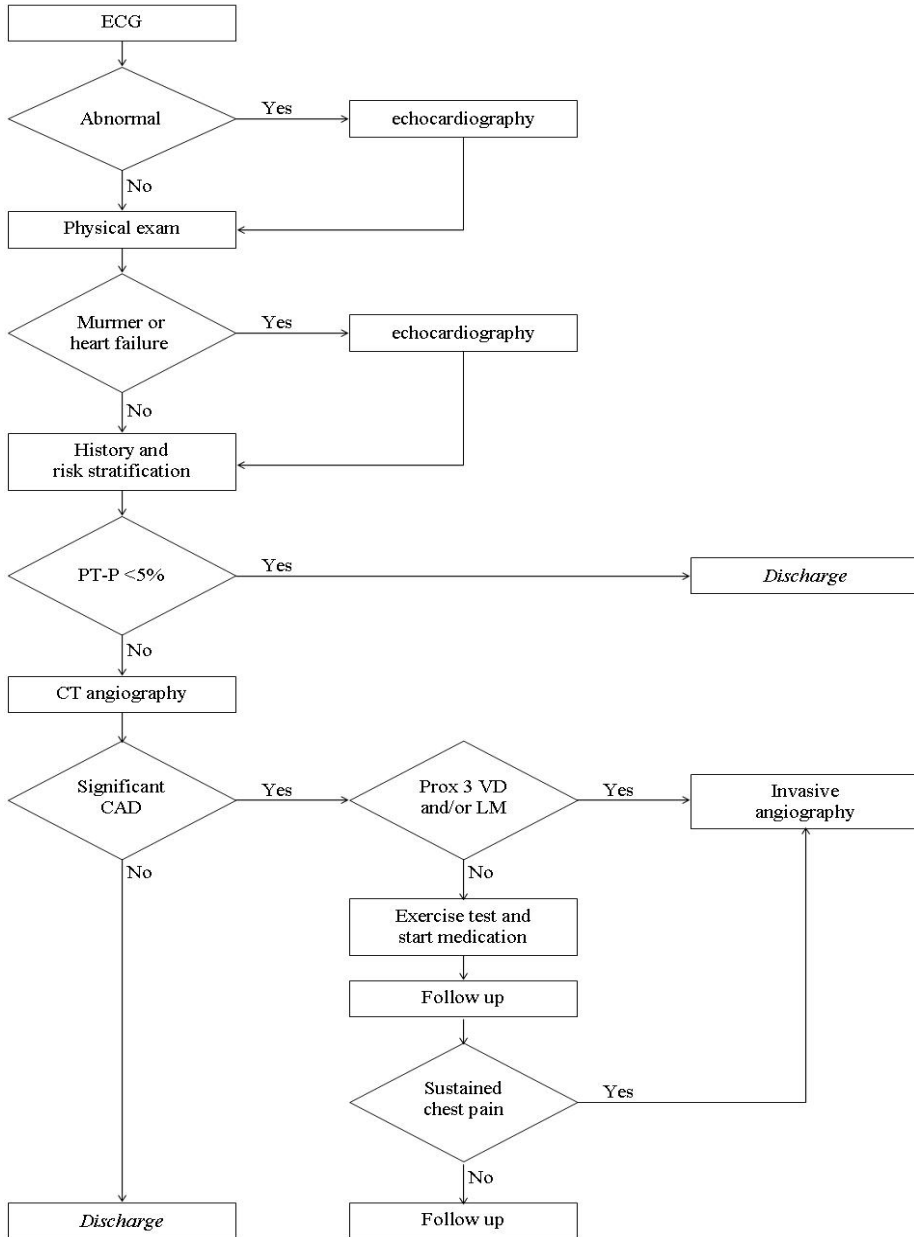 ECG
Abnormal
Yes
echocardiography
No
Physical exam
Murmer or
heart failure
Yes
echocardiography
No
History and
risk stratification
PT-P <5%
Yes
Discharge
No
CT angiography
Significant
CAD
Yes
Prox 3 VD
and/or LM
Yes
Invasive
angiography
No
No
Exercise test and
start medication
Follow up
Sustained
chest pain
Yes
No
Discharge
Follow up